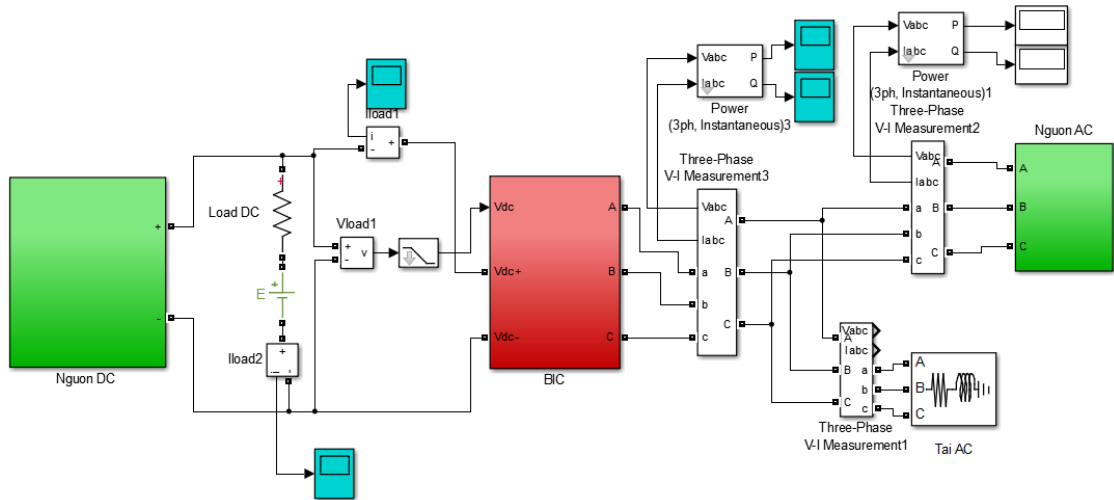 Nguon DC
+
-
Load DC
+
E
+
Iload2
+
-
i
Iload1
i
-
+
Vload1
+
-
v
Vdc
Vdc+
Vdc-
A
B
C
BIC
Vabc
Iabc
P
Q
Power
(3ph, Instantaneous)3
Three-Phase
V-I Measurement3
Vabc
Iabc
a
b
c
A
B
C
Vabc
Iabc
P
Q
Power
(3ph, Instantaneous)1
Three-Phase
V-I Measurement2
Vabc
Iabc
a
b
c
A
B
C
A
B
C
Nguon AC
Vabc
Iabc
A
B
C
a
b
c
Three-Phase
V-I Measurement1
A
B
C
Tai AC